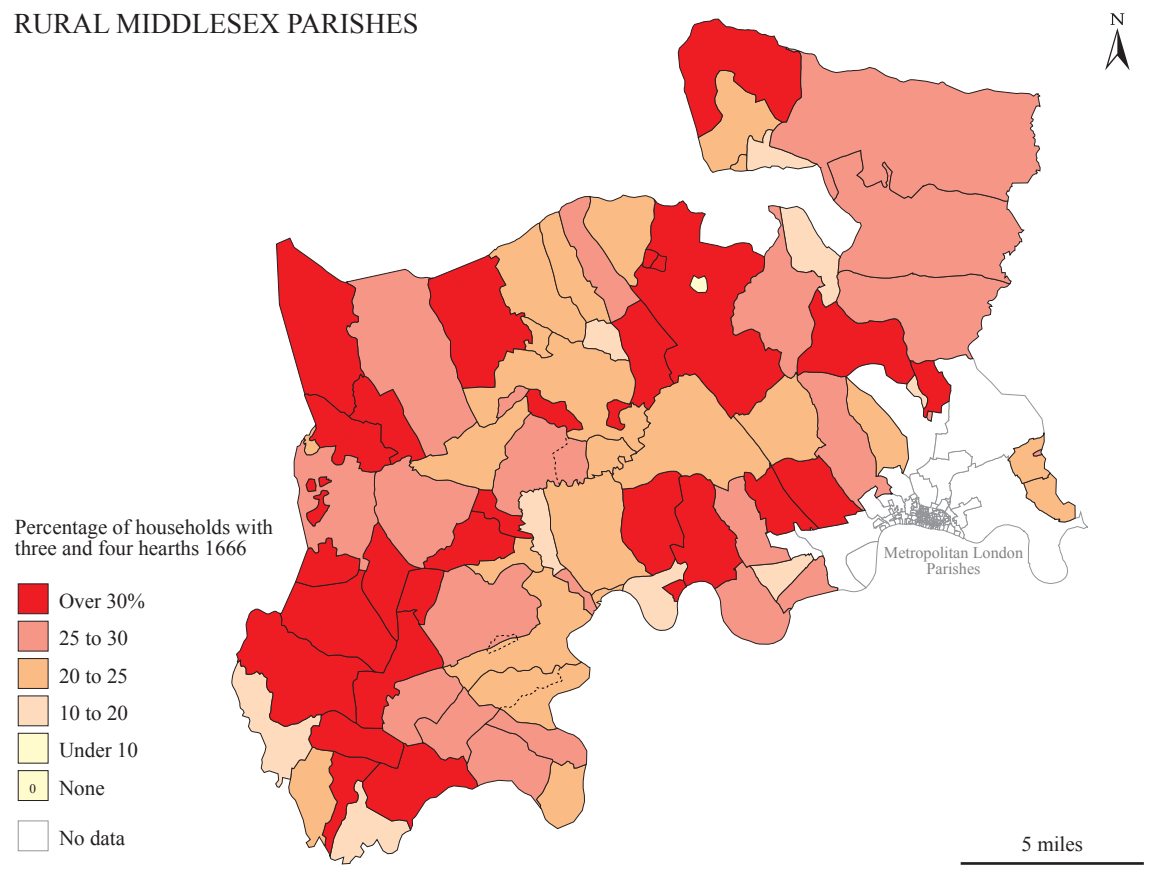 RURAL MIDDLESEX PARISHES
N
Percentage of households with
three and four hearths 1666
Over 30%
25 to 30
20 to 25
10 to 20
Under 10
0 None
No data
Metropolitan London
Parishes
5 miles